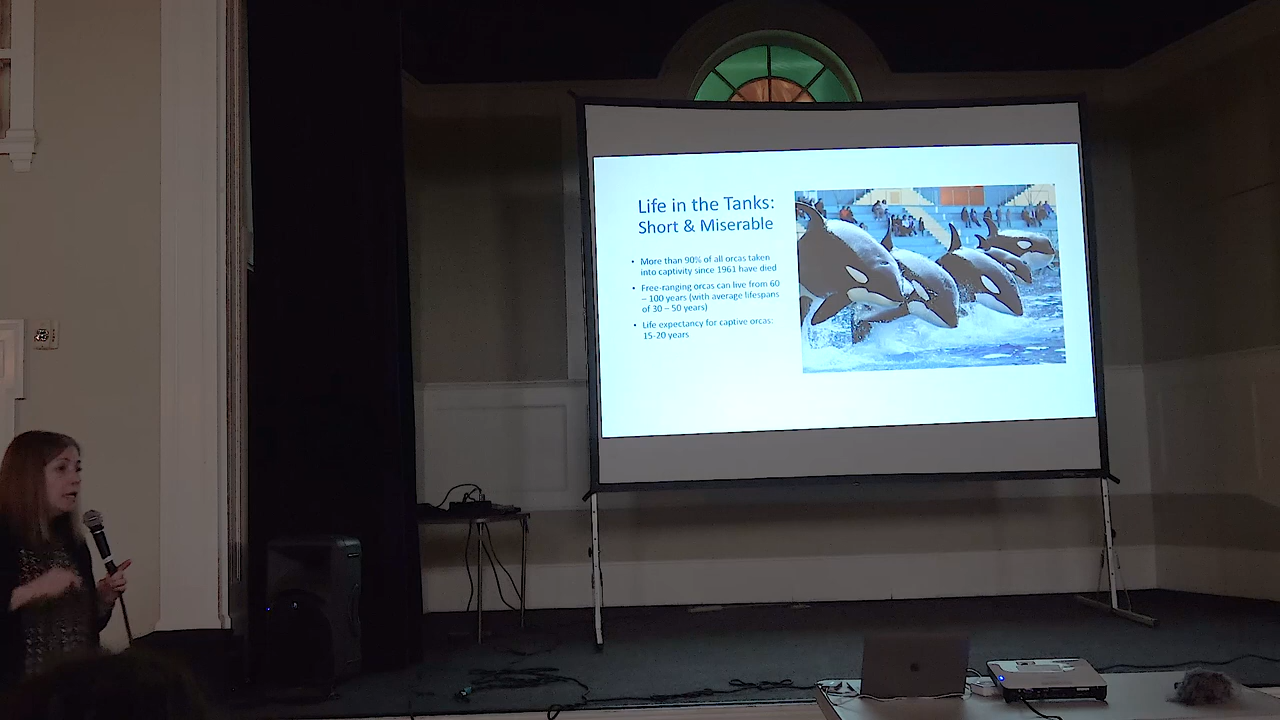 Life in the Tanks:
Short & Miserable
• More than 90% of all orcas taken
into captivity since 1961 have died
• Free-ranging orcas can live from 60
– 100 years (with average lifespans
of 30 – 50 years)
• Life expectancy for captive orcas:
15-20 years